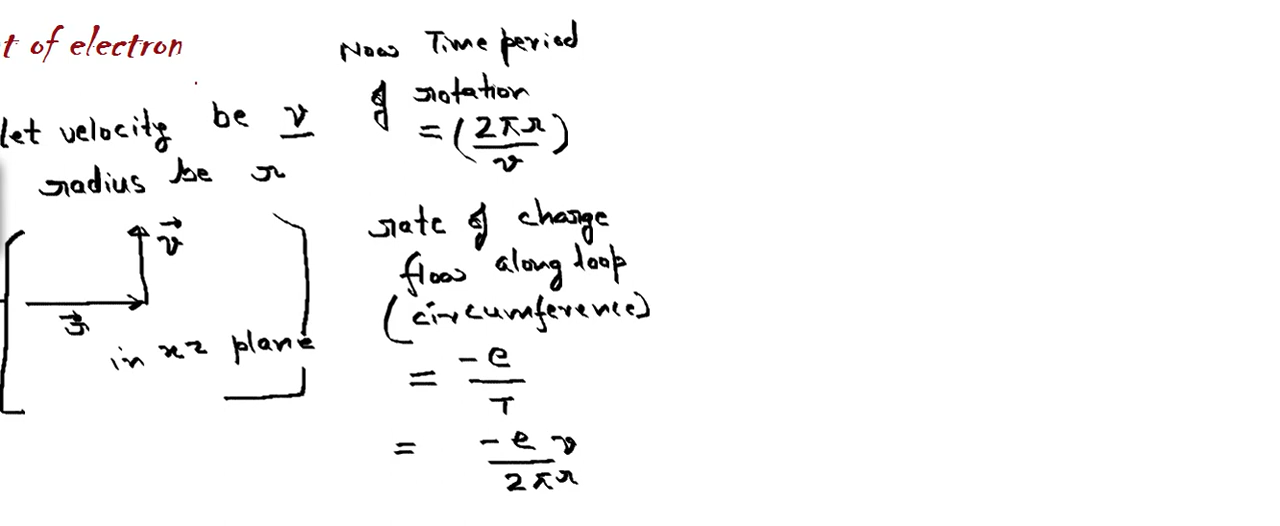 t of electron
let velocity be v
radius be r
v⃗
r⃗
in xz plane
Now Time period
of rotation
= (2πr/v)
rate of charge
flow along loop
(circumference)
= -e/T
= -ev/2πr